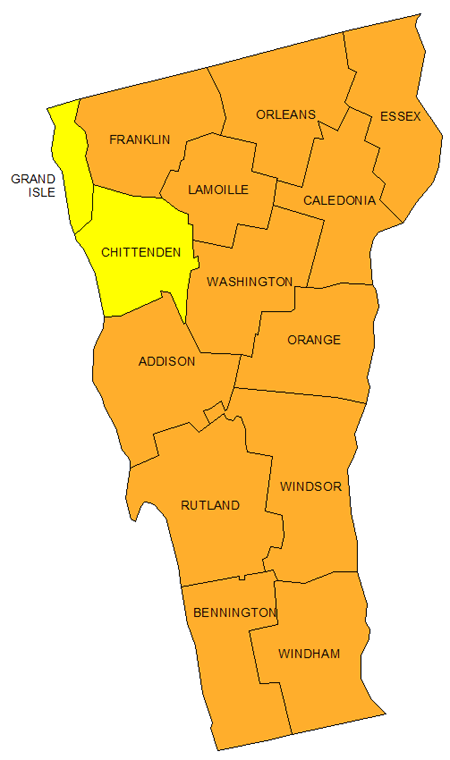 ORLEANS
ESSEX
FRANKLIN
GRAND
ISLE
LAMOILLE
CALEDONIA
CHITTENDEN
WASHINGTON
ORANGE
ADDISON
WINDSOR
RUTLAND
BENNINGTON
WINDHAM